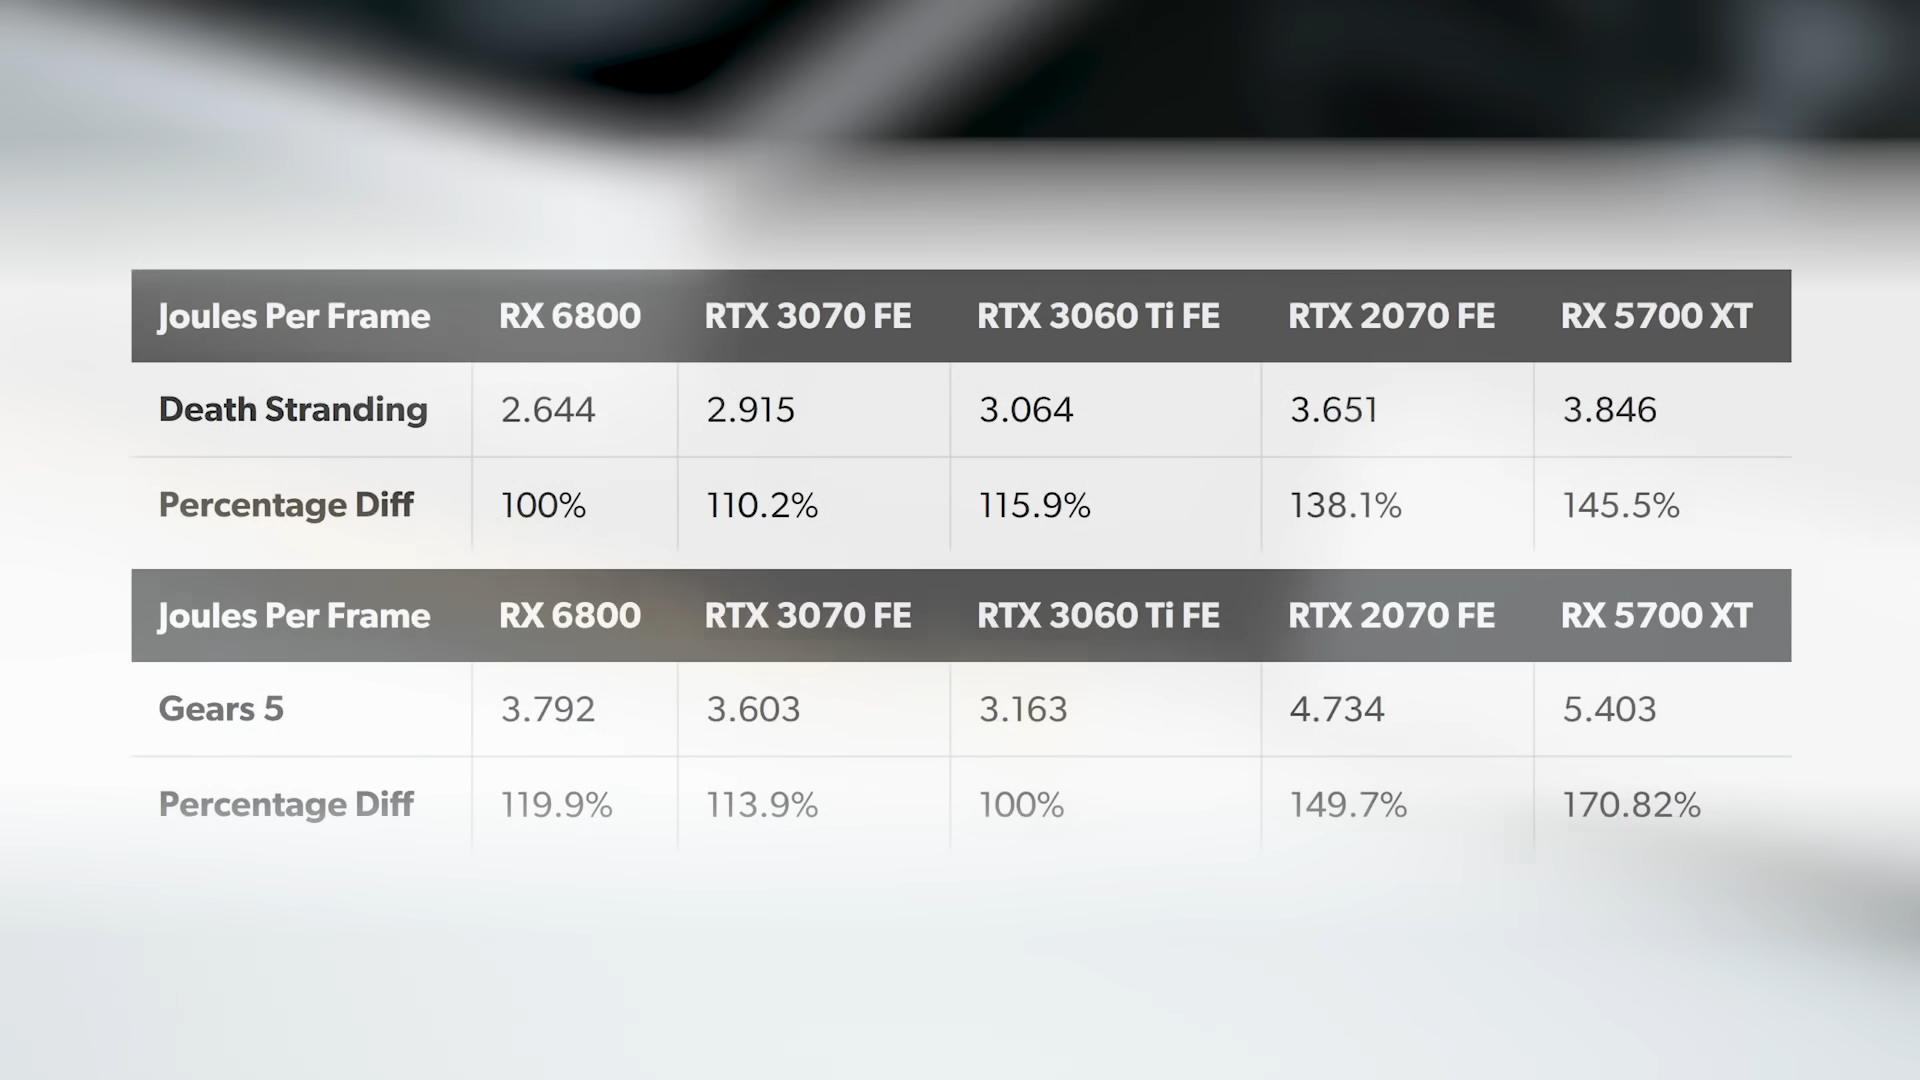 Joules Per Frame RX 6800 RTX 3070 FE RTX 3060 Ti FE RTX 2070 FE RX 5700 XT
Death Stranding 2.644 2.915 3.064 3.651 3.846
Percentage Diff 100% 110.2% 115.9% 138.1% 145.5%
Joules Per Frame RX 6800 RTX 3070 FE RTX 3060 Ti FE RTX 2070 FE RX 5700 XT
Gears 5 3.792 3.603 3.163 4.734 5.403
Percentage Diff 119.9% 113.9% 100% 149.7% 170.82%